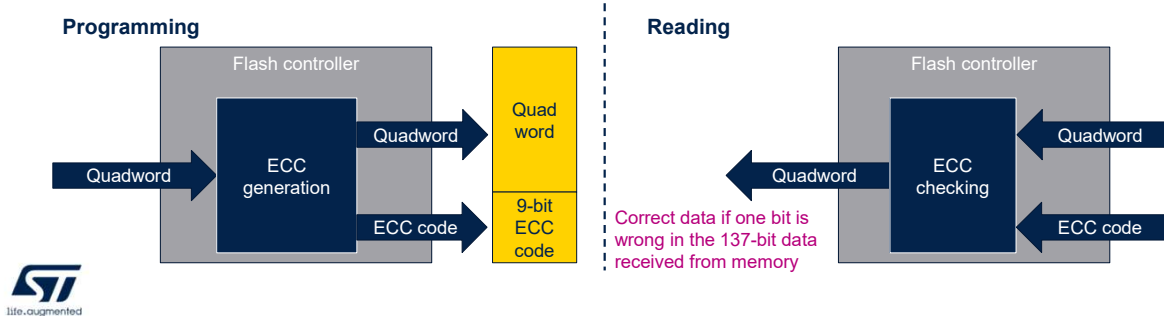 Programming
Flash controller
Quadword
ECC
generation
Quadword
ECC code
Quad
word
9-bit
ECC
code
Reading
Flash controller
Quadword
ECC
checking
Quadword
ECC code
Correct data if one bit is
wrong in the 137-bit data
received from memory
ST
life.augmented